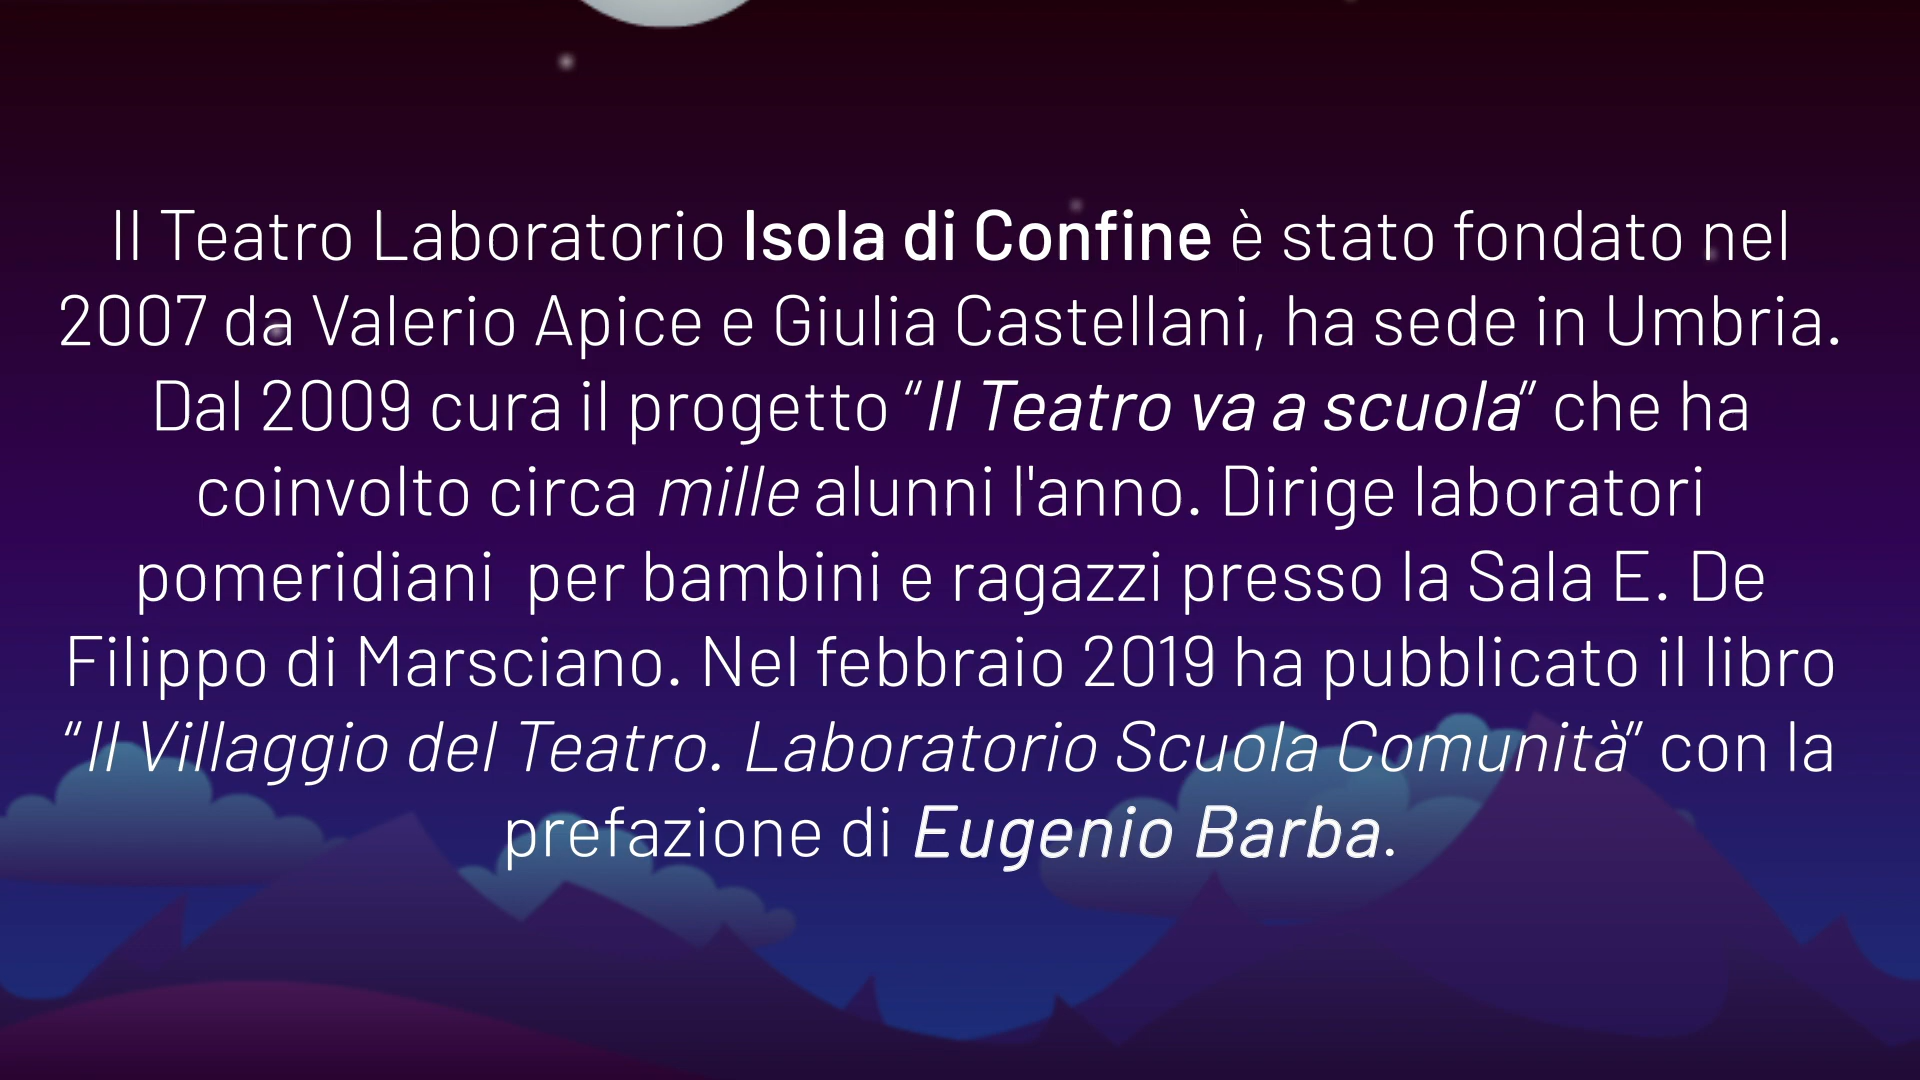 Il Teatro Laboratorio Isola di Confine è stato fondato nel
2007 da Valerio Apice e Giulia Castellani, ha sede in Umbria.
Dal 2009 cura il progetto “Il Teatro va a scuola” che ha
coinvolto circa mille alunni l'anno. Dirige laboratori
pomeridiani  per bambini e ragazzi presso la Sala E. De
Filippo di Marsciano. Nel febbraio 2019 ha pubblicato il libro
“Il Villaggio del Teatro. Laboratorio Scuola Comunità” con la
prefazione di Eugenio Barba.